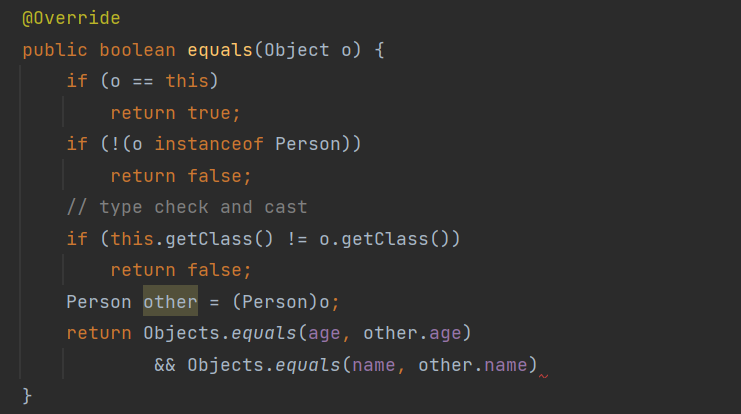 @Override
public boolean equals(Object o) {
    if (o == this)
        return true;
    if (!(o instanceof Person))
        return false;
    // type check and cast
    if (this.getClass() != o.getClass())
        return false;
    Person other = (Person)o;
    return Objects.equals(age, other.age)
            && Objects.equals(name, other.name)
}